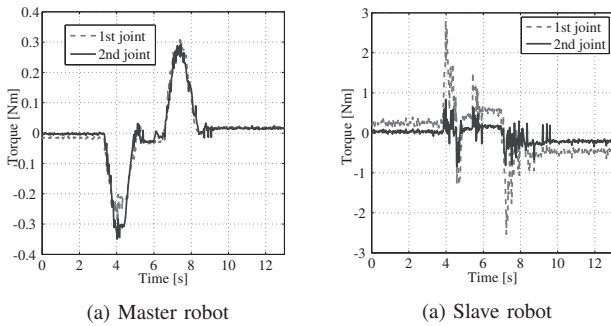 0.4
0.3
0.2
0.1
0
-0.1
-0.2
-0.3
-0.4
Torque [Nm]
1st joint
2nd joint
0 2 4 6 8 10 12
Time [s]
(a) Master robot
3
2
1
0
-1
-2
-3
Torque [Nm]
1st joint
2nd joint
0 2 4 6 8 10 12
Time [s]
(a) Slave robot